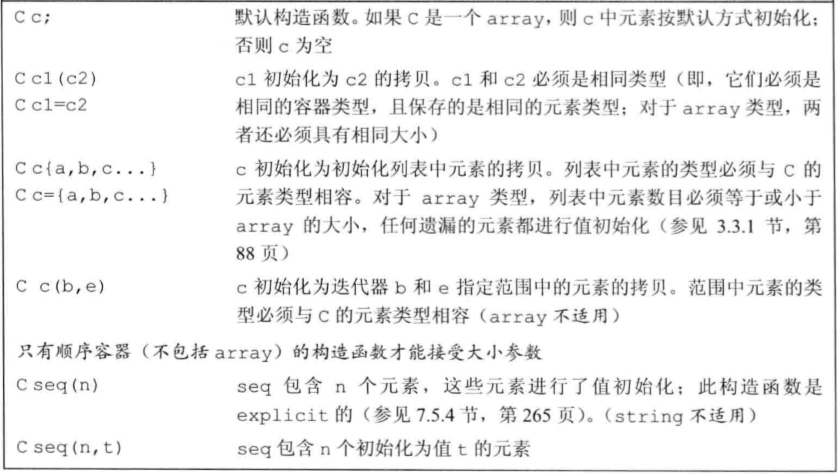 C c; 默认构造函数。如果 C 是一个 array，则 c 中元素按默认方式初始化；
否则 c 为空
C c1(c2) c1 初始化为 c2 的拷贝。c1 和 c2 必须是相同类型（即，它们必须是
C c1=c2 相同的容器类型，且保存的是相同的元素类型；对于 array 类型，两
者还必须具有相同大小）
C c{a,b,c...} c 初始化为初始化列表中元素的拷贝。列表中元素的类型必须与 C 的
C c={a,b,c...} 元素类型相容。对于 array 类型，列表中元素数目必须等于或小于
array 的大小，任何遗漏的元素都进行值初始化（参见 3.3.1 节，第
88 页）
C c(b,e) c 初始化为迭代器 b 和 e 指定范围中的元素的拷贝。范围中元素的类
型必须与 C 的元素类型相容（array 不适用）
只有顺序容器（不包括 array）的构造函数才能接受大小参数
C seq(n) seq 包含 n 个元素，这些元素进行了值初始化；此构造函数是
explicit 的（参见 7.5.4 节，第 265 页）。（string 不适用）
C seq(n,t) seq 包含 n 个初始化为值 t 的元素